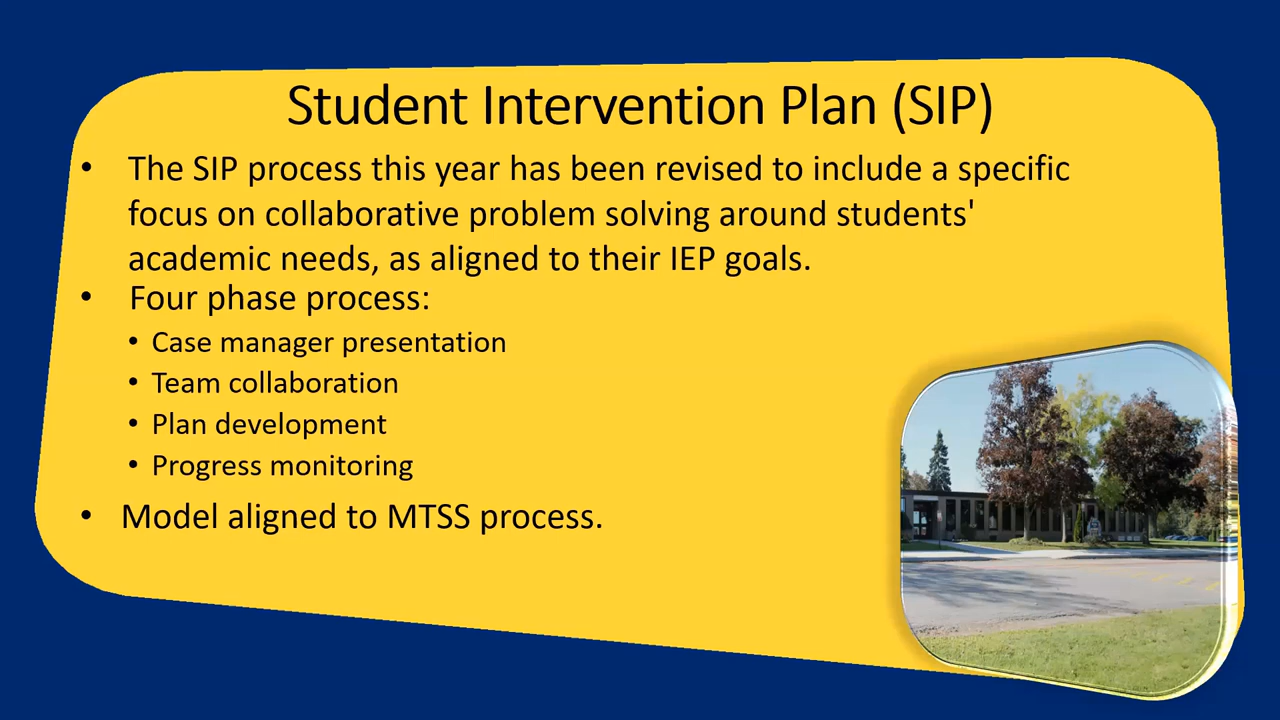 Student Intervention Plan (SIP)
• The SIP process this year has been revised to include a specific
focus on collaborative problem solving around students'
academic needs, as aligned to their IEP goals.
• Four phase process:
• Case manager presentation
• Team collaboration
• Plan development
• Progress monitoring
• Model aligned to MTSS process.